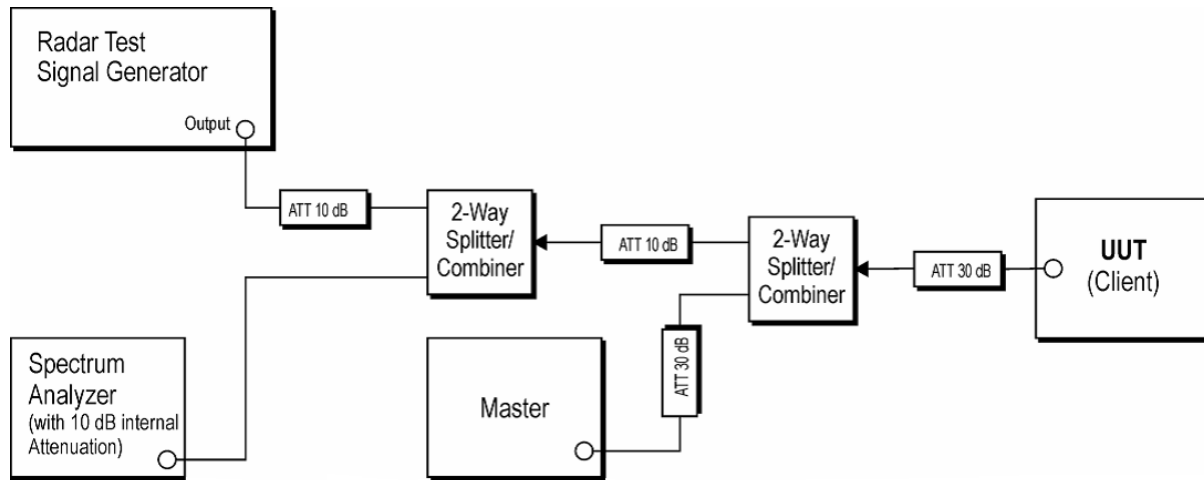 Radar Test
Signal Generator
Output
ATT 10 dB
2-Way
Splitter/
Combiner
ATT 10 dB
2-Way
Splitter/
Combiner
ATT 30 dB
UUT
(Client)
Spectrum
Analyzer
(with 10 dB internal
Attenuation)
Master
ATT 30 dB